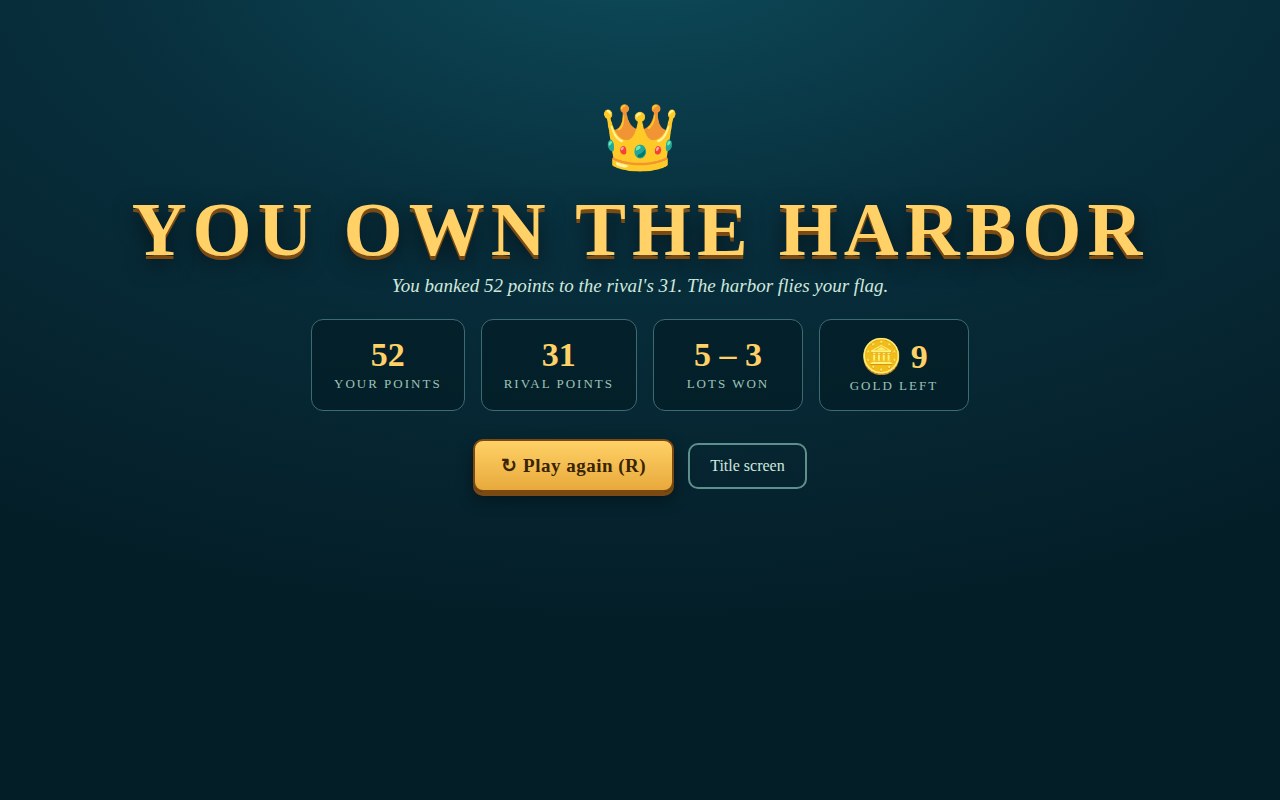 YOU OWN THE HARBOR
You banked 52 points to the rival's 31. The harbor flies your flag.
52
YOUR POINTS
31
RIVAL POINTS
5 – 3
LOTS WON
🪙 9
GOLD LEFT
↻ Play again (R)
Title screen